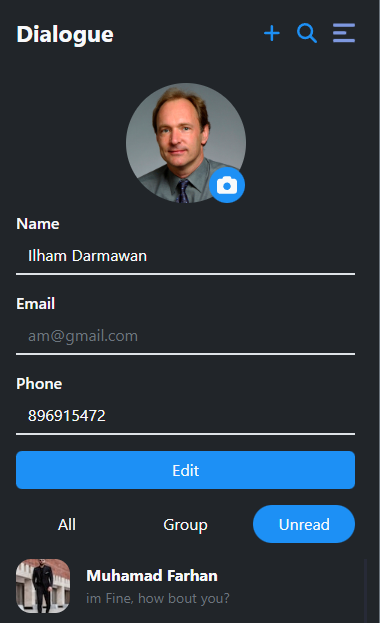 Dialogue
Name
Ilham Darmawan
Email
am@gmail.com
Phone
896915472
Edit
All Group Unread
Muhamad Farhan
im Fine, how bout you?